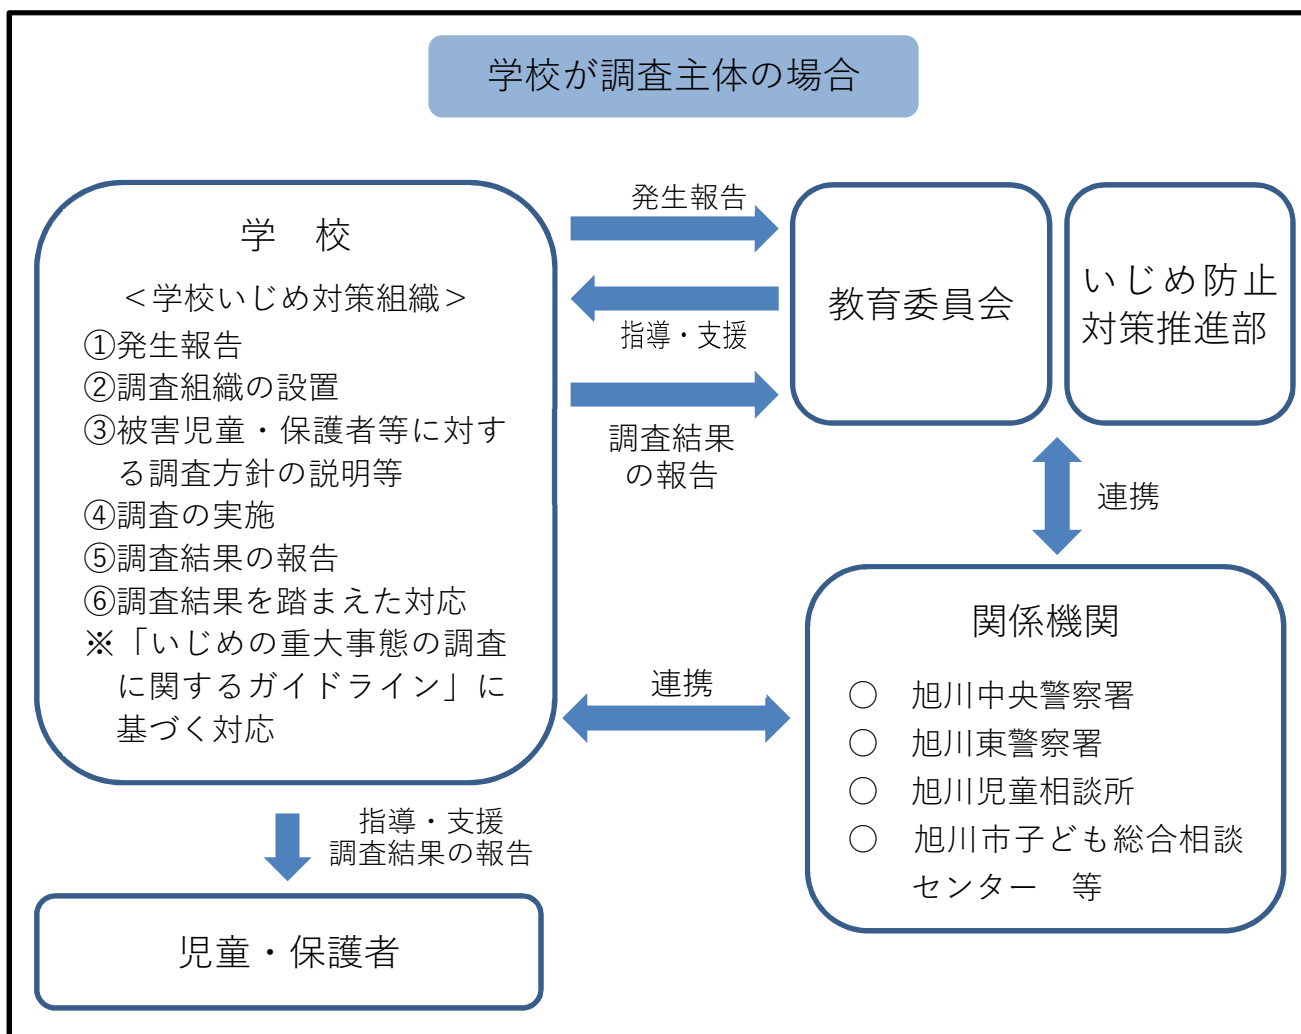 学校が調査主体の場合
学　校
＜学校いじめ対策組織＞
①発生報告
②調査組織の設置
③被害児童・保護者等に対す
る調査方針の説明等
④調査の実施
⑤調査結果の報告
⑥調査結果を踏まえた対応
※「いじめの重大事態の調査
に関するガイドライン」に
基づく対応
発生報告
指導・支援
調査結果
の報告
教育委員会
いじめ防止
対策推進部
連携
連携
関係機関
○　旭川中央警察署
○　旭川東警察署
○　旭川児童相談所
○　旭川市子ども総合相談
センター　等
指導・支援
調査結果の報告
児童・保護者